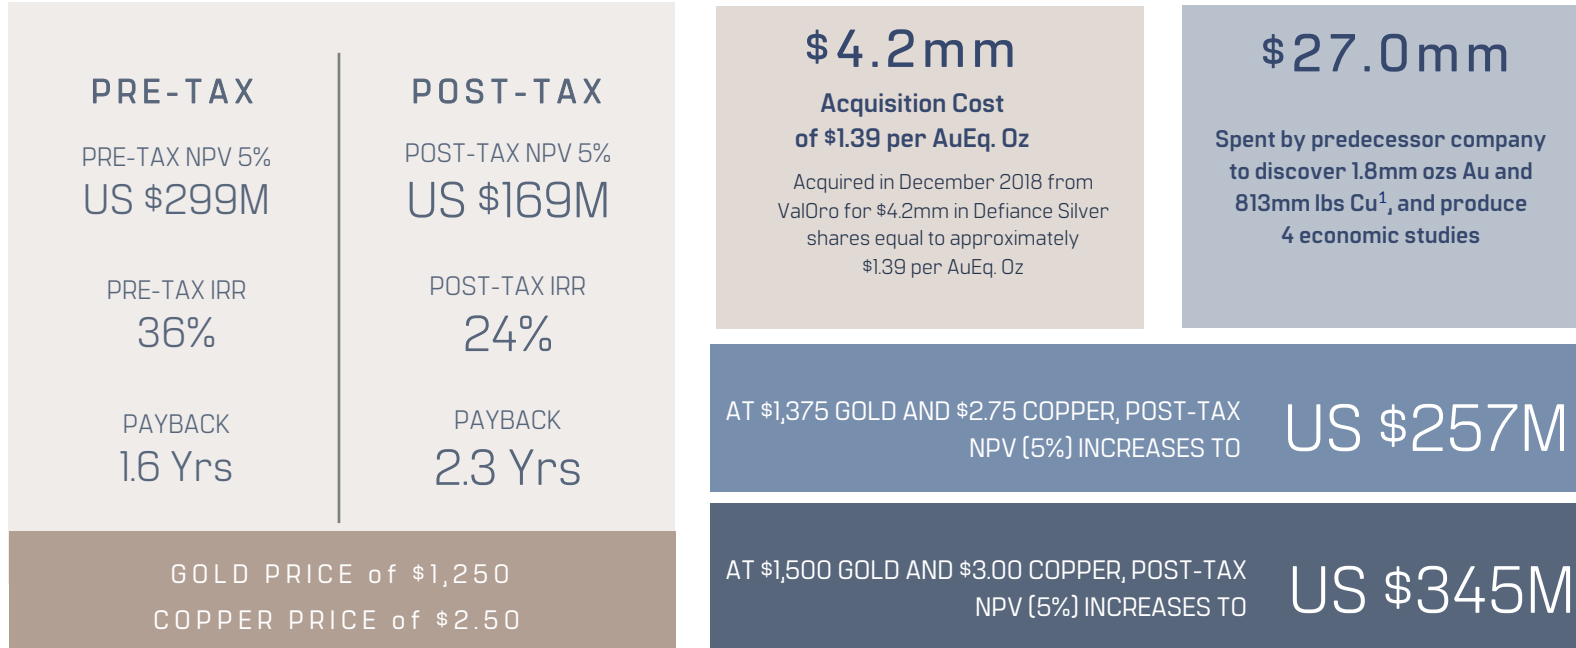 PRE-TAX
PRE-TAX NPV 5%
US $299M
PRE-TAX IRR
36%
PAYBACK
1.6 Yrs
POST-TAX
POST-TAX NPV 5%
US $169M
POST-TAX IRR
24%
PAYBACK
2.3 Yrs
GOLD PRICE of $1,250
COPPER PRICE of $2.50
$4.2mm
Acquisition Cost
of $1.39 per AuEq. Oz
Acquired in December 2018 from
ValOro for $4.2mm in Defiance Silver
shares equal to approximately
$1.39 per AuEq. Oz
$27.0mm
Spent by predecessor company
to discover 1.8mm ozs Au and
813mm lbs Cu¹, and produce
4 economic studies
AT $1,375 GOLD AND $2.75 COPPER, POST-TAX
NPV (5%) INCREASES TO
US $257M
AT $1,500 GOLD AND $3.00 COPPER, POST-TAX
NPV (5%) INCREASES TO
US $345M